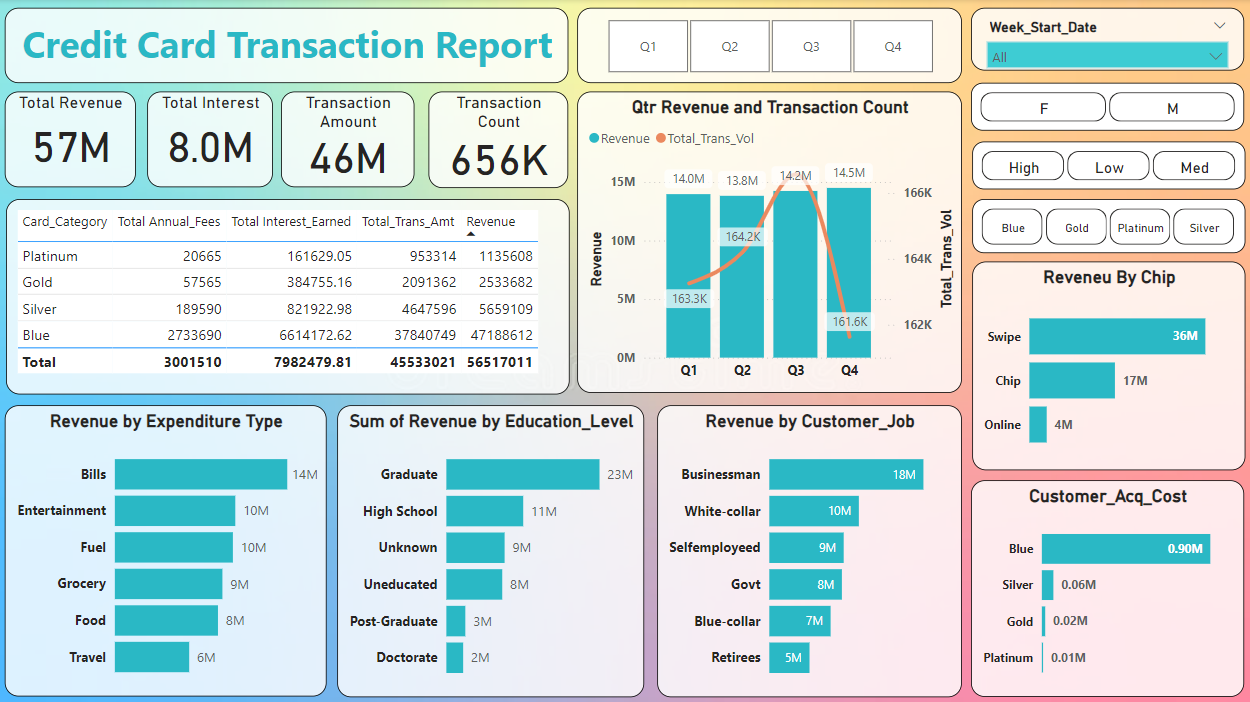 Credit Card Transaction Report
Q1 Q2 Q3 Q4
Week_Start_Date
All
Total Revenue
57M
Total Interest
8.0M
Transaction
Amount
46M
Transaction
Count
656K
F M
High Low Med
Blue Gold Platinum Silver
Card_Category Total Annual_Fees Total Interest_Earned Total_Trans_Amt Revenue
Platinum 20665 161629.05 953314 1135608
Gold 57565 384755.16 2091362 2533682
Silver 189590 821922.98 4647596 5659109
Blue 2733690 6614172.62 37840749 47188612
Total 3001510 7982479.81 45533021 56517011
Qtr Revenue and Transaction Count
Revenue Total_Trans_Vol
14.0M 13.8M 14.2M 14.5M
15M
10M
5M
0M
Revenue
163.3K 164.2K 161.6K
166K
164K
162K
Total_Trans_Vol
Q1 Q2 Q3 Q4
Reveneu By Chip
Swipe 36M
Chip 17M
Online 4M
Revenue by Expenditure Type
Bills 14M
Entertainment 10M
Fuel 10M
Grocery 9M
Food 8M
Travel 6M
Sum of Revenue by Education_Level
Graduate 23M
High School 11M
Unknown 9M
Uneducated 8M
Post-Graduate 3M
Doctorate 2M
Revenue by Customer_Job
Businessman 18M
White-collar 10M
Selfemployeed 9M
Govt 8M
Blue-collar 7M
Retirees 5M
Customer_Acq_Cost
Blue 0.90M
Silver 0.06M
Gold 0.02M
Platinum 0.01M